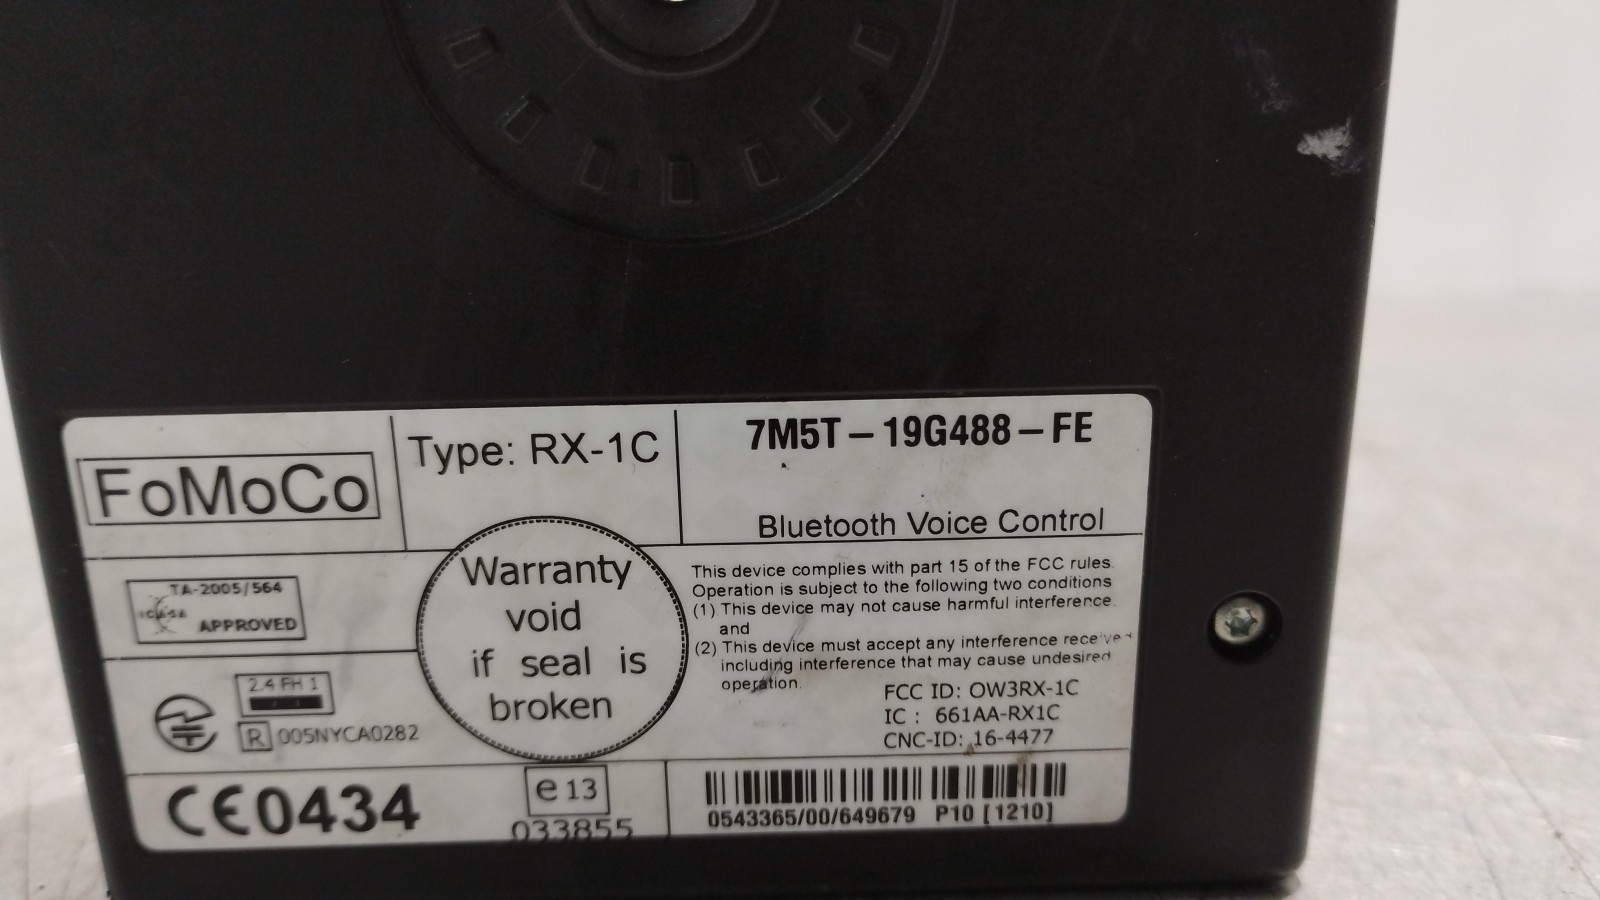 FoMoCo
Type: RX-1C
7M5T-19G488-FE
Bluetooth Voice Control
TA-2005/564
ICASA
APPROVED
2.4 FH 1
R 005NYCA0282
Warranty
void
if seal is
broken
This device complies with part 15 of the FCC rules.
Operation is subject to the following two conditions
(1) This device may not cause harmful interference.
and
(2) This device must accept any interference received
including interference that may cause undesired
operation.
FCC ID: OW3RX-1C
IC : 661AA-RX1C
CNC-ID: 16-4477
CE0434
e 13
033855
0543365/00/649679 P10 [1210]